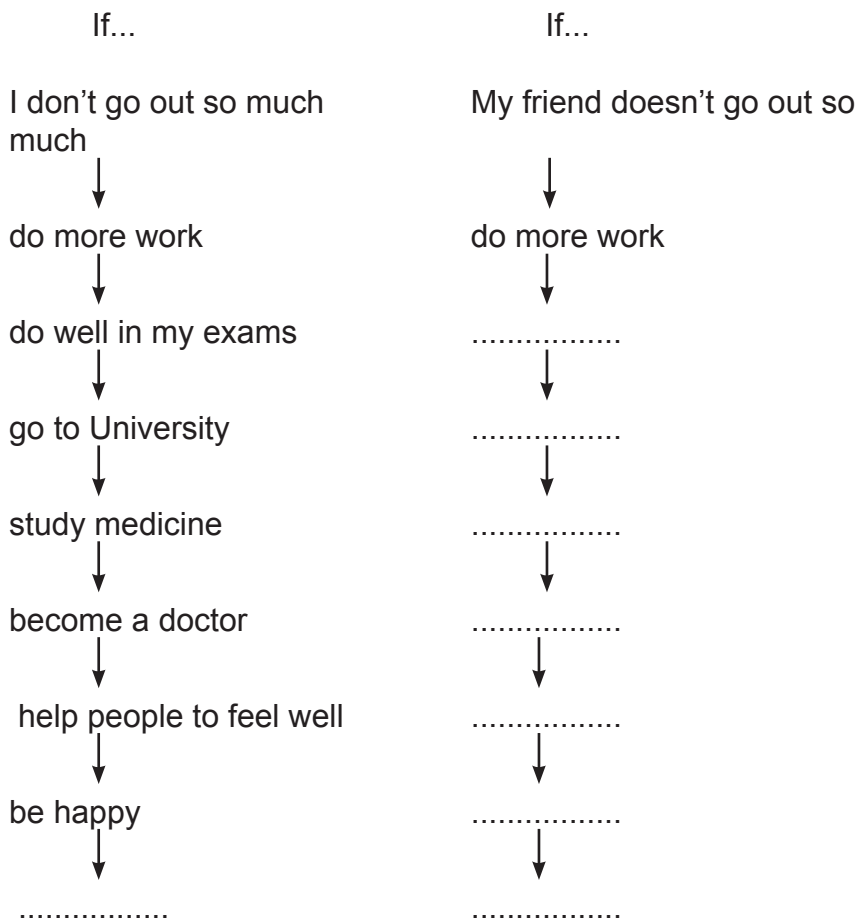 If... If...
I don't go out so much My friend doesn't go out so
much
do more work do more work
do well in my exams .................
go to University .................
study medicine .................
become a doctor .................
help people to feel well .................
be happy .................
................. .................